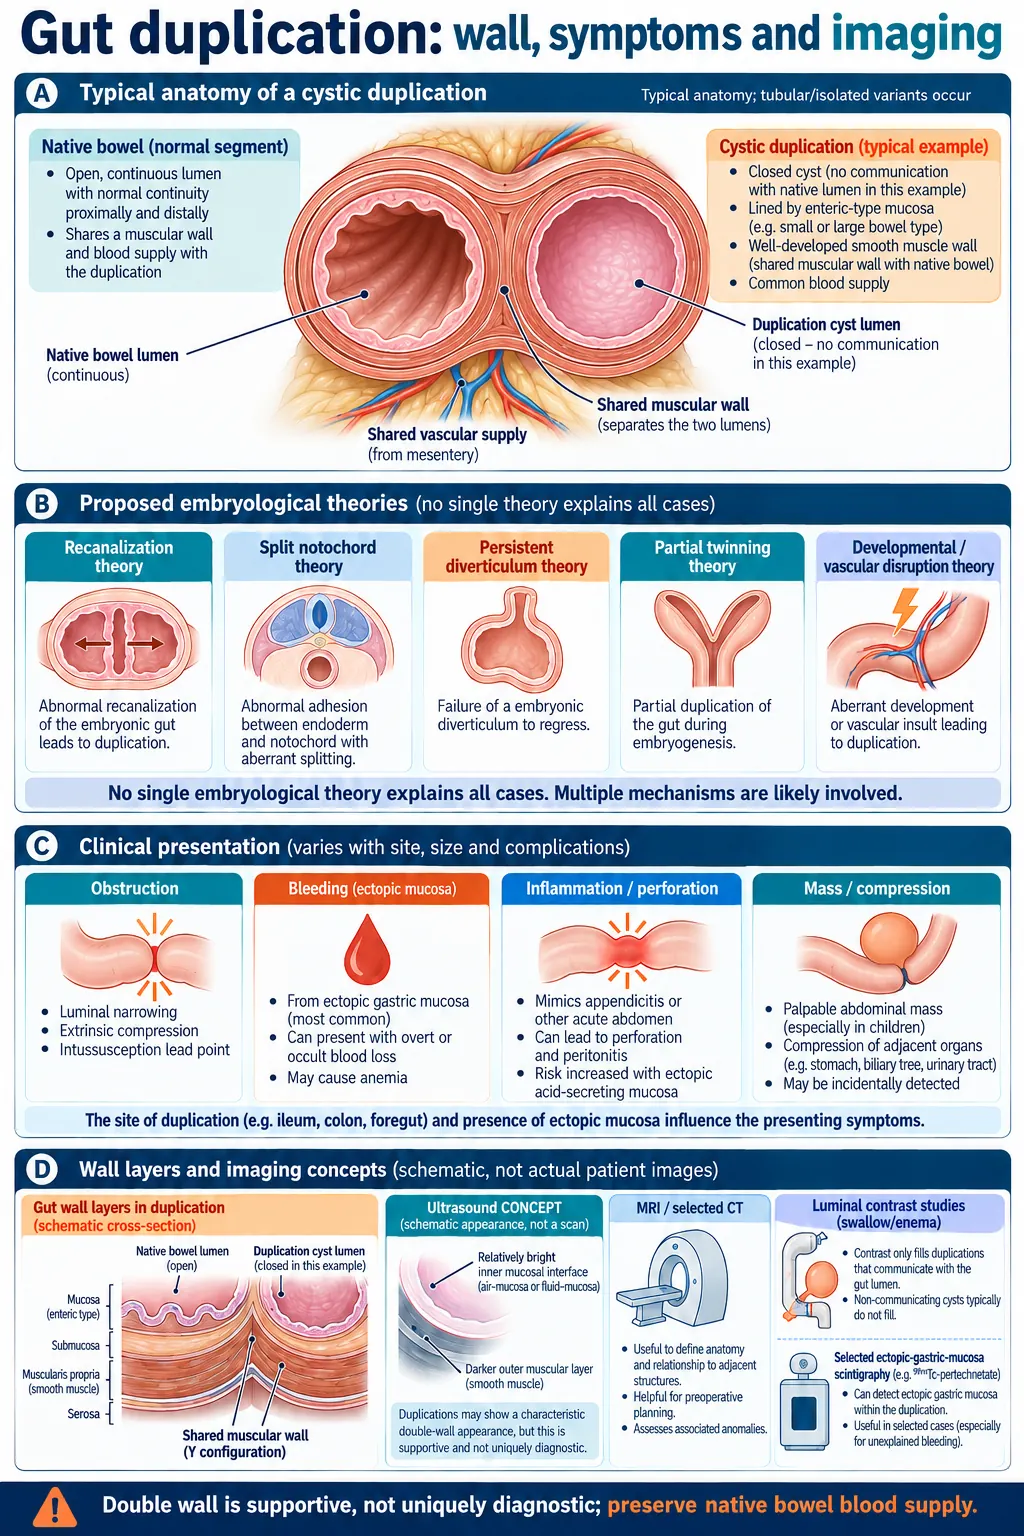 Gut duplication: wall, symptoms and imaging
A Typical anatomy of a cystic duplication
Typical anatomy; tubular/isolated variants occur
Native bowel (normal segment)
• Open, continuous lumen
with normal continuity
proximally and distally
• Shares a muscular wall
and blood supply with
the duplication
Cystic duplication (typical example)
• Closed cyst (no communication
with native lumen in this example)
• Lined by enteric-type mucosa
(e.g. small or large bowel type)
• Well-developed smooth muscle wall
(shared muscular wall with native bowel)
• Common blood supply
Native bowel lumen
(continuous)
Duplication cyst lumen
(closed – no communication
in this example)
Shared muscular wall
(separates the two lumens)
Shared vascular supply
(from mesentery)
B Proposed embryological theories (no single theory explains all cases)
Recanalization
theory
Abnormal recanalization
of the embryonic gut
leads to duplication.
Split notochord
theory
Abnormal adhesion
between endoderm
and notochord with
aberrant splitting.
Persistent
diverticulum theory
Failure of a embryonic
diverticulum to regress.
Partial twinning
theory
Partial duplication of
the gut during
embryogenesis.
Developmental /
vascular disruption theory
Aberrant development
or vascular insult leading
to duplication.
No single embryological theory explains all cases. Multiple mechanisms are likely involved.
C Clinical presentation (varies with site, size and complications)
Obstruction
• Luminal narrowing
• Extrinsic compression
• Intussusception lead point
Bleeding (ectopic mucosa)
• From ectopic gastric mucosa
(most common)
• Can present with overt or
occult blood loss
• May cause anemia
Inflammation / perforation
• Mimics appendicitis or
other acute abdomen
• Can lead to perforation
and peritonitis
• Risk increased with ectopic
acid-secreting mucosa
Mass / compression
• Palpable abdominal mass
(especially in children)
• Compression of adjacent organs
(e.g. stomach, biliary tree, urinary tract)
• May be incidentally detected
The site of duplication (e.g. ileum, colon, foregut) and presence of ectopic mucosa influence the presenting symptoms.
D Wall layers and imaging concepts (schematic, not actual patient images)
Gut wall layers in duplication
(schematic cross-section)
Native bowel lumen
(open)
Duplication cyst lumen
(closed in this example)
Mucosa
(enteric type)
Submucosa
Muscularis propria
(smooth muscle)
Serosa
Shared muscular wall
(Y configuration)
Ultrasound CONCEPT
(schematic appearance, not a scan)
Relatively bright
inner mucosal interface
(air-mucosa or fluid-mucosa)
Darker outer muscular layer
(smooth muscle)
Duplications may show a characteristic
double-wall appearance, but this is
supportive and not uniquely diagnostic.
MRI / selected CT
• Useful to define anatomy
and relationship to adjacent
structures.
• Helpful for preoperative
planning.
• Assesses associated anomalies.
Luminal contrast studies
(swallow/enema)
• Contrast only fills duplications
that communicate with the
gut lumen.
• Non-communicating cysts typically
do not fill.
Selected ectopic-gastric-mucosa
scintigraphy (e.g. ⁹⁹ᵐTc-pertechnetate)
• Can detect ectopic gastric mucosa
within the duplication.
• Useful in selected cases (especially
for unexplained bleeding).
Double wall is supportive, not uniquely diagnostic; preserve native bowel blood supply.